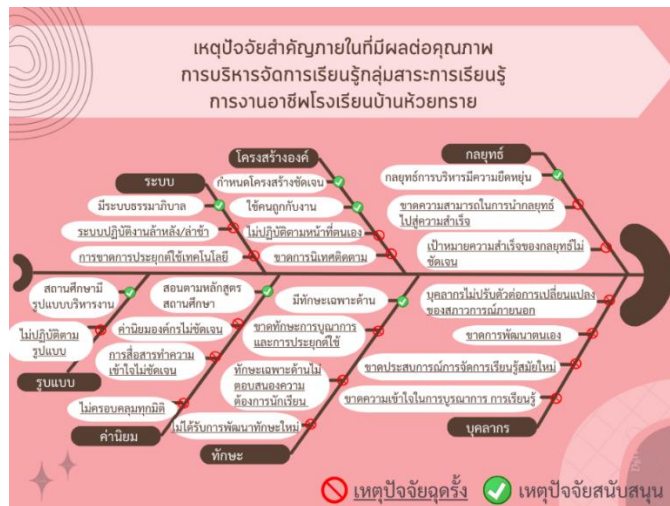 เหตุปัจจัยสำคัญภายในที่มีผลต่อคุณภาพ
การบริหารจัดการเรียนรู้กลุ่มสาระการเรียนรู้
การงานอาชีพโรงเรียนบ้านห้วยทราย
ระบบ
มีระบบธรรมาภิบาล
ระบบปฏิบัติงานล้าหลัง/ล่าช้า
การขาดการประยุกต์ใช้เทคโนโลยี
โครงสร้างองค์
กำหนดโครงสร้างชัดเจน
ใช้คนถูกกับงาน
ไม่ปฏิบัติตามหน้าที่ตนเอง
ขาดการนิเทศติดตาม
กลยุทธ์
กลยุทธ์การบริหารมีความยืดหยุ่น
ขาดความสามารถในการนำกลยุทธ์
ไปสู่ความสำเร็จ
เป้าหมายความสำเร็จของกลยุทธ์ไม่
ชัดเจน
สถานศึกษามี
รูปแบบบริหารงาน
ไม่ปฏิบัติตาม
รูปแบบ
รูบแบบ
สอนตามหลักสูตร
สถานศึกษา
ค่านิยมองค์กรไม่ชัดเจน
การสื่อสารทำความ
เข้าใจไม่ชัดเจน
ไม่ครอบคลุมทุกมิติ
ค่านิยม
มีทักษะเฉพาะด้าน
ขาดทักษะการบูณาการ
และการประยุกต์ใช้
ทักษะเฉพาะด้านไม่
ตอบสนองความ
ต้องการนักเรียน
ไม่ได้รับการพัฒนาทักษะใหม่
ทักษะ
บุคลากรไม่ปรับตัวต่อการเปลี่ยนแปลง
ของสภาวการณ์ภายนอก
ขาดการพัฒนาตนเอง
ขาดประสบการณ์การจัดการเรียนรู้สมัยใหม่
ขาดความเข้าใจในการบูรณาการ การเรียนรู้
บุคลากร
เหตุปัจจัยฉุดรั้ง
เหตุปัจจัยสนับสนุน